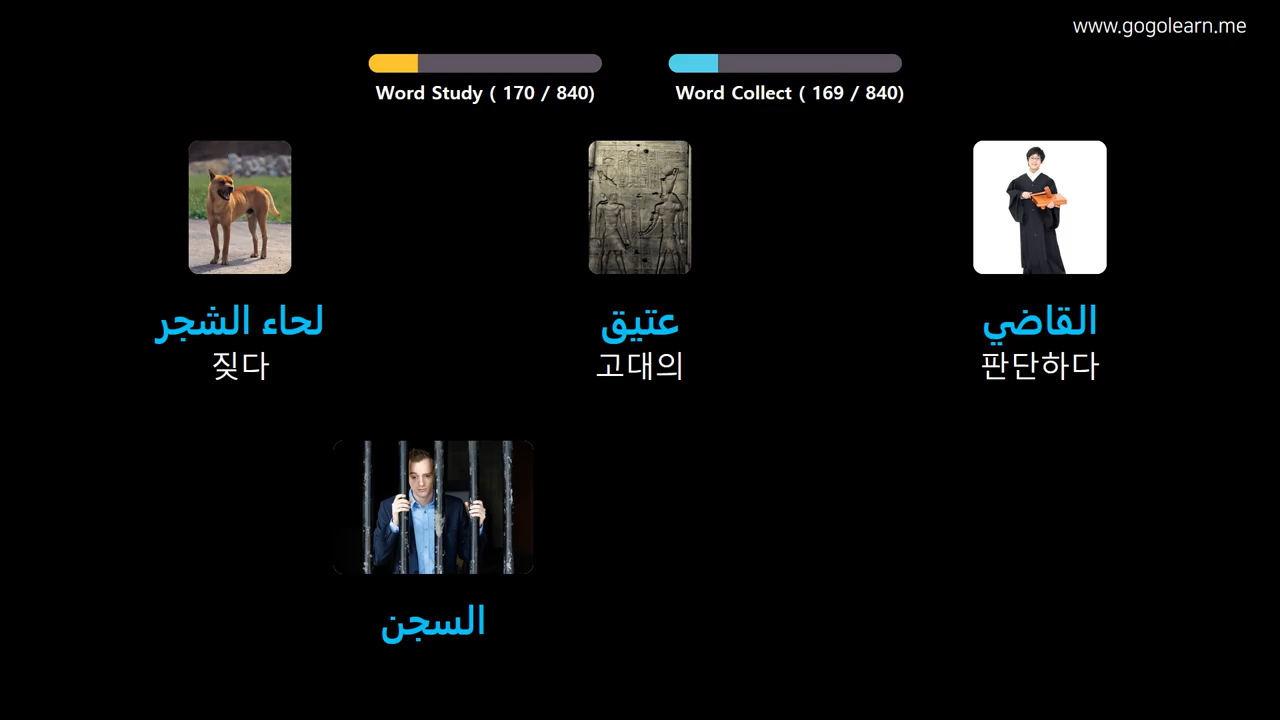 www.gogolearn.me
Word Study ( 170 / 840)
Word Collect ( 169 / 840)
لحاء الشجر
짖다
عتيق
고대의
القاضي
판단하다
السجن